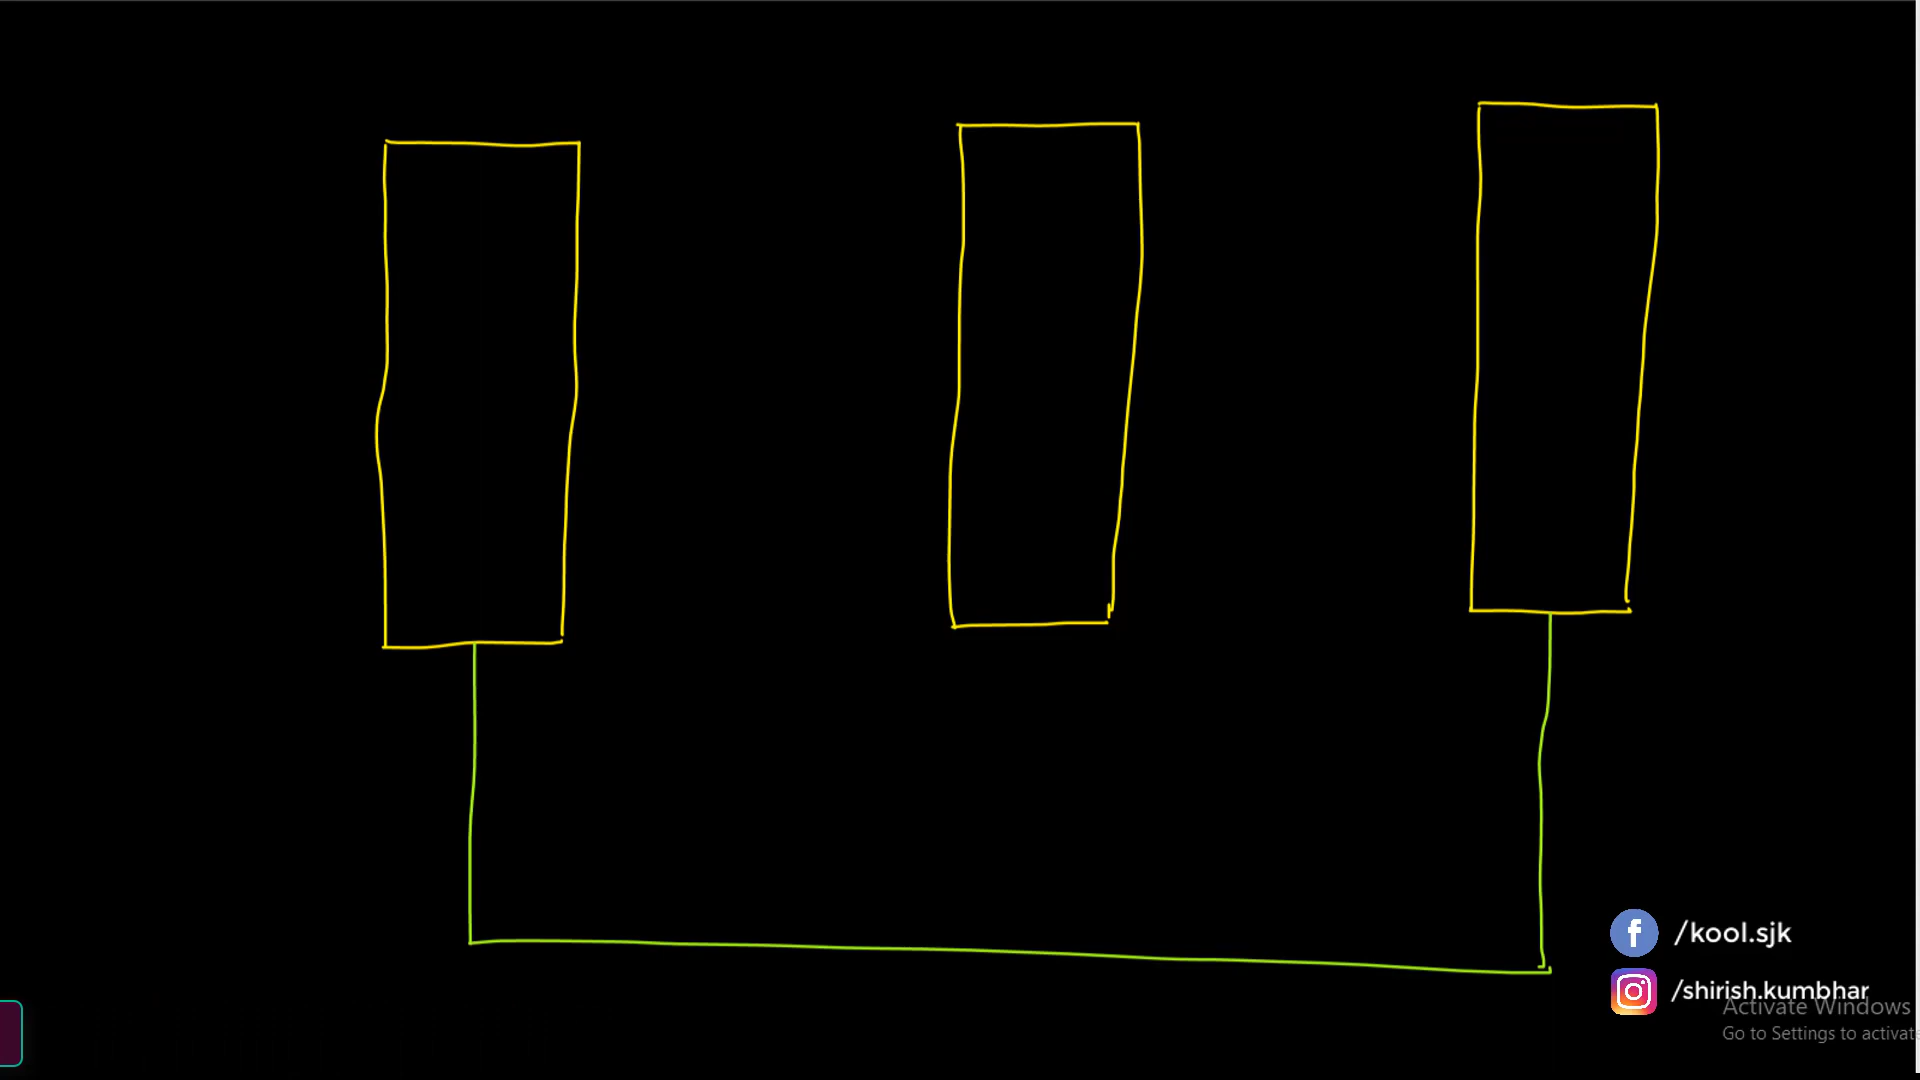 /kool.sjk
/shirish.kumbhar
Activate Windows
Go to Settings to activat